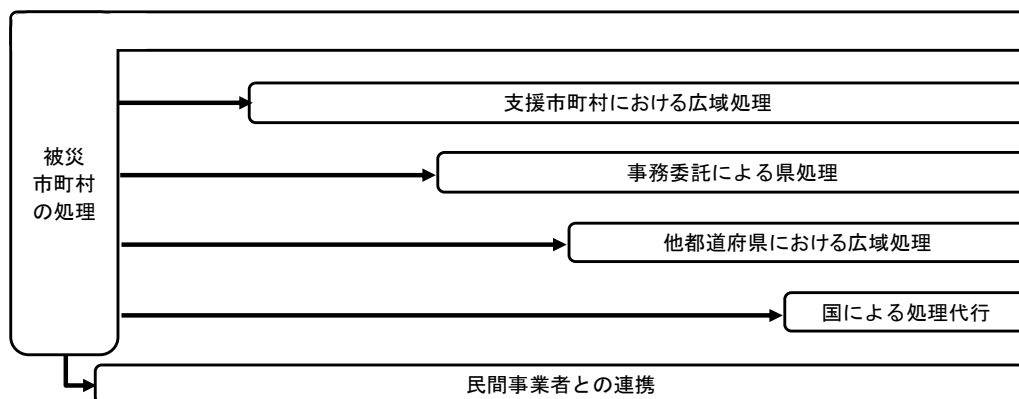 支援市町村における広域処理
事務委託による県処理
被災
市町村
の処理
他都道府県における広域処理
国による処理代行
民間事業者との連携